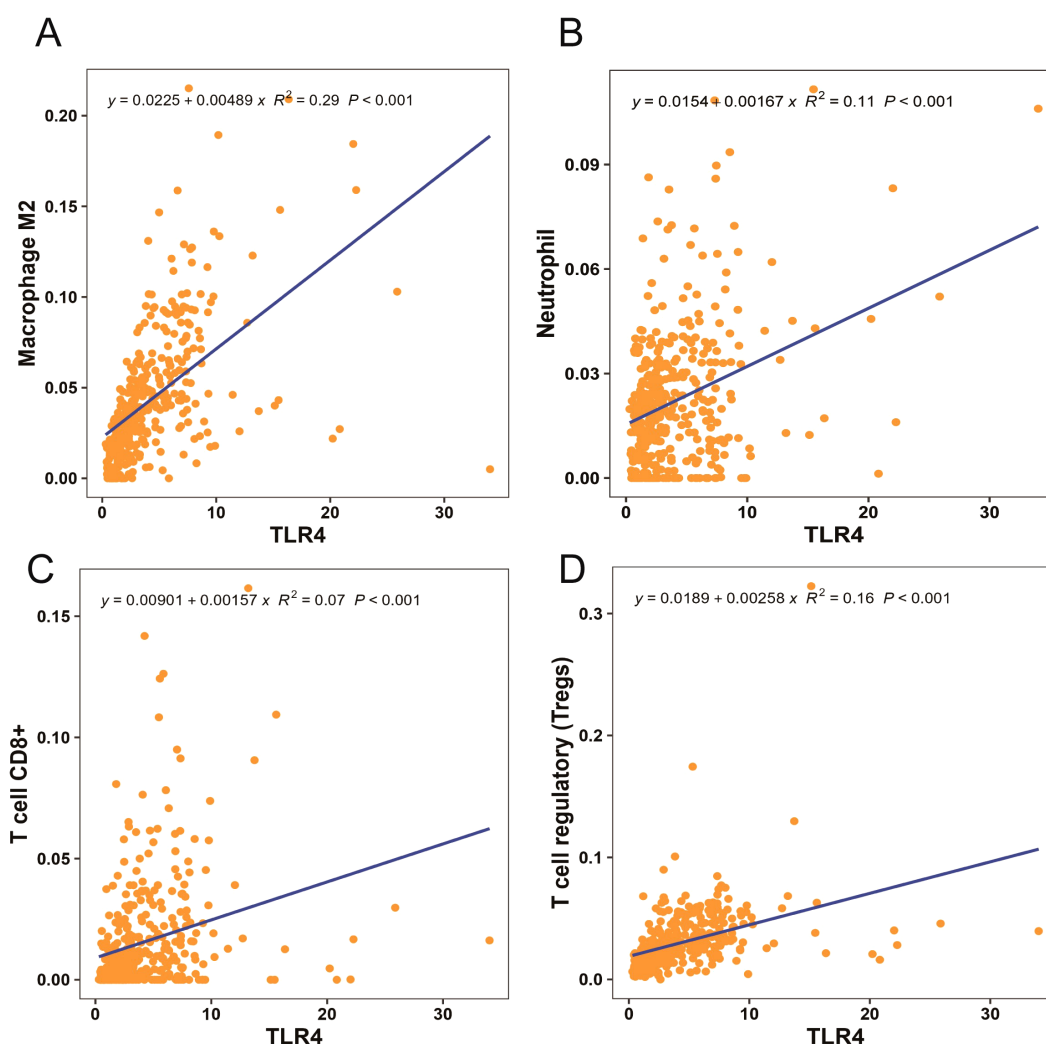 A
y = 0.0225 + 0.00489 x R² = 0.29 P < 0.001
Macrophage M2
0.20
0.15
0.10
0.05
0.00
0 10 20 30
TLR4
B
y = 0.0154 + 0.00167 x R² = 0.11 P < 0.001
Neutrophil
0.09
0.06
0.03
0.00
0 10 20 30
TLR4
C
y = 0.00901 + 0.00157 x R² = 0.07 P < 0.001
T cell CD8+
0.15
0.10
0.05
0.00
0 10 20 30
TLR4
D
y = 0.0189 + 0.00258 x R² = 0.16 P < 0.001
T cell regulatory (Tregs)
0.3
0.2
0.1
0.0
0 10 20 30
TLR4